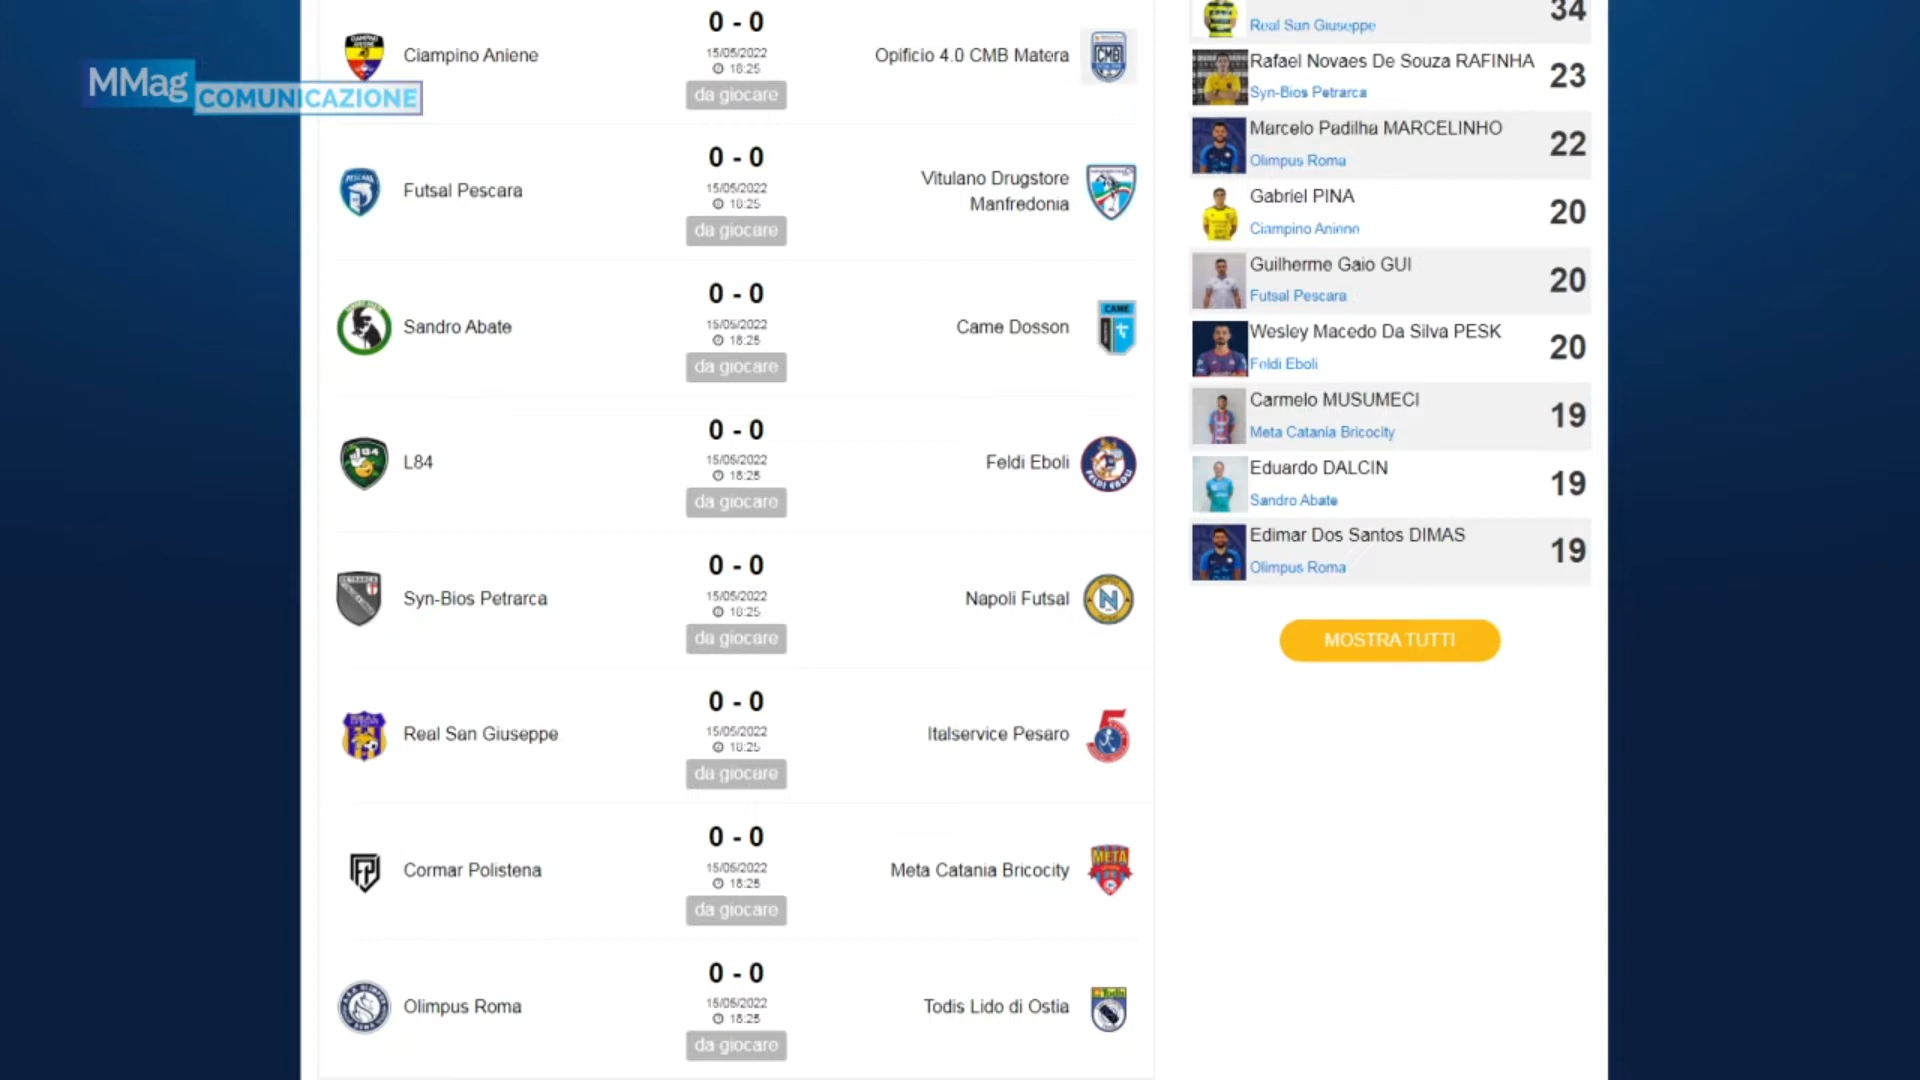 MMag
COMUNICAZIONE
Ciampino Aniene
0 - 0
15/05/2022
18:25
da giocare
Opificio 4.0 CMB Matera
CMB
Futsal Pescara
0 - 0
15/05/2022
18:25
da giocare
Vitulano Drugstore
Manfredonia
Sandro Abate
0 - 0
15/05/2022
18:25
da giocare
Came Dosson
CAME
L84
0 - 0
15/05/2022
18:25
da giocare
Feldi Eboli
FELDI EBOLI
Syn-Bios Petrarca
0 - 0
15/05/2022
18:25
da giocare
Napoli Futsal
N
Real San Giuseppe
0 - 0
15/05/2022
18:25
da giocare
Italservice Pesaro
5
Cormar Polistena
0 - 0
15/05/2022
18:25
da giocare
Meta Catania Bricocity
META
Olimpus Roma
0 - 0
15/05/2022
18:25
da giocare
Todis Lido di Ostia
34
Real San Giuseppe
Rafael Novaes De Souza RAFINHA
Syn-Bios Petrarca
23
Marcelo Padilha MARCELINHO
Olimpus Roma
22
Gabriel PINA
Ciampino Aniene
20
Guilherme Gaio GUI
Futsal Pescara
20
Wesley Macedo Da Silva PESK
Feldi Eboli
20
Carmelo MUSUMECI
Meta Catania Bricocity
19
Eduardo DALCIN
Sandro Abate
19
Edimar Dos Santos DIMAS
Olimpus Roma
19
MOSTRA TUTTI